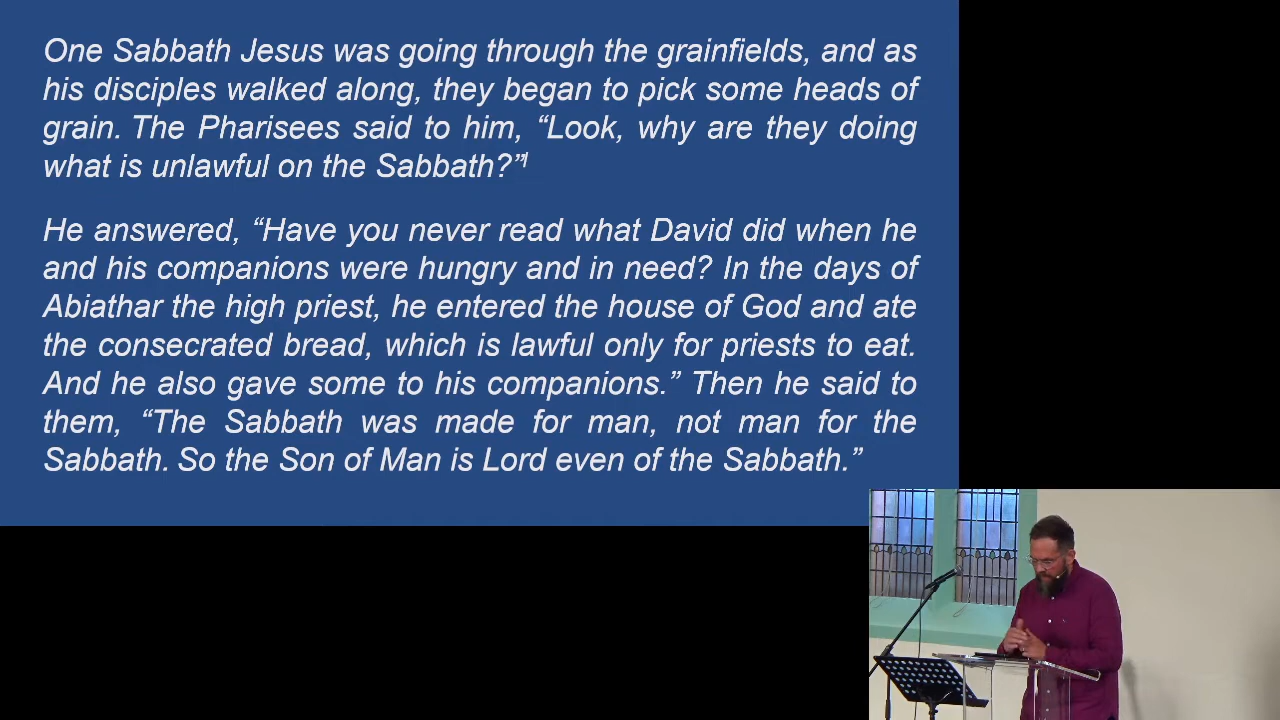 One Sabbath Jesus was going through the grainfields, and as
his disciples walked along, they began to pick some heads of
grain. The Pharisees said to him, “Look, why are they doing
what is unlawful on the Sabbath?”
He answered, “Have you never read what David did when he
and his companions were hungry and in need? In the days of
Abiathar the high priest, he entered the house of God and ate
the consecrated bread, which is lawful only for priests to eat.
And he also gave some to his companions.” Then he said to
them, “The Sabbath was made for man, not man for the
Sabbath. So the Son of Man is Lord even of the Sabbath.”